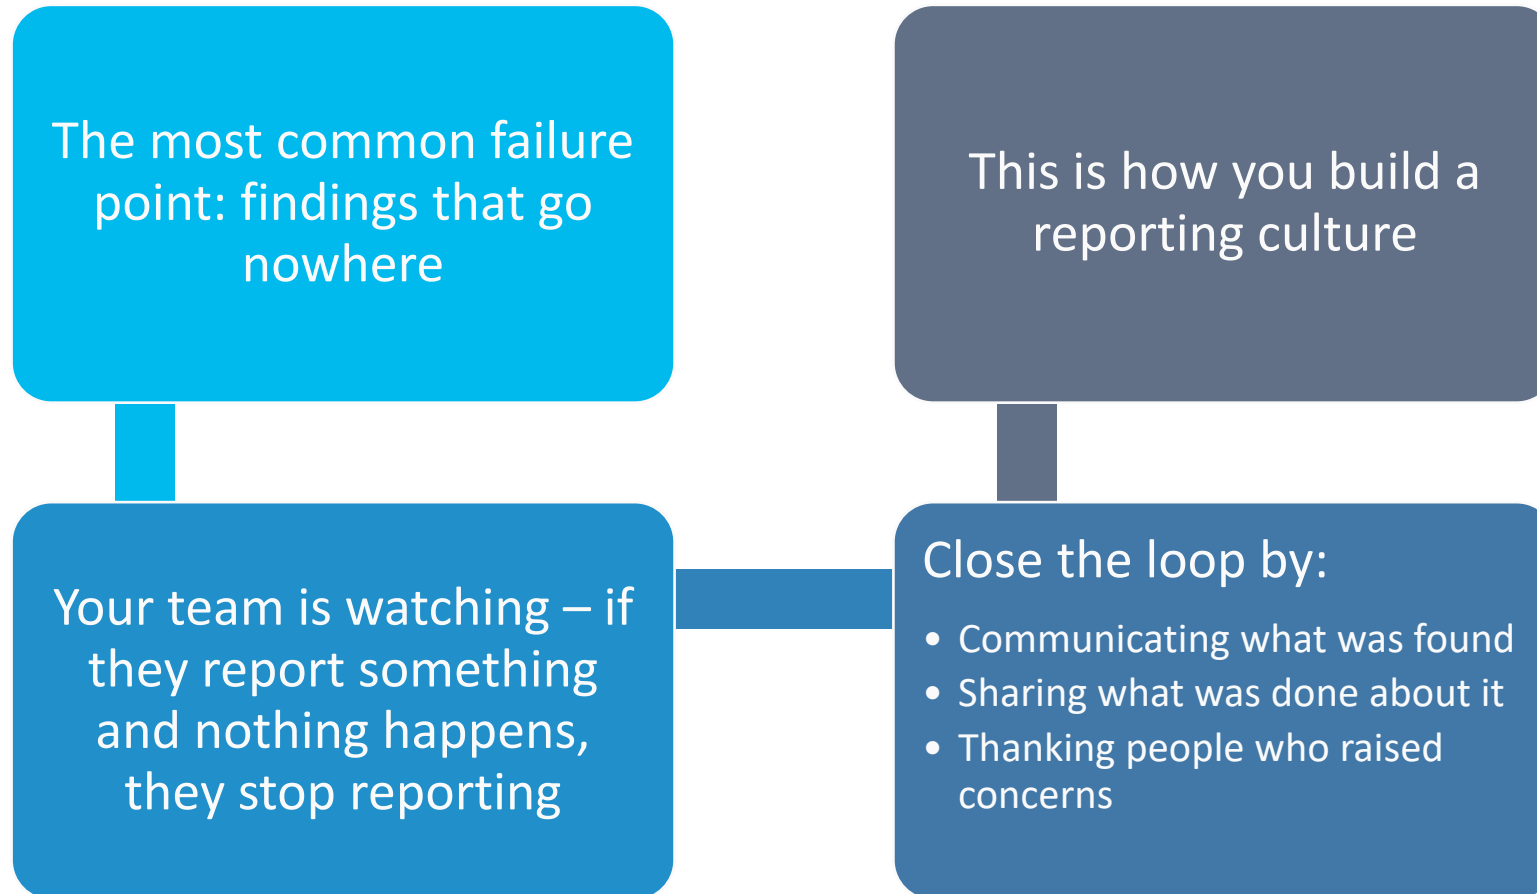 The most common failure
point: findings that go
nowhere
Your team is watching – if
they report something
and nothing happens,
they stop reporting
Close the loop by:
• Communicating what was found
• Sharing what was done about it
• Thanking people who raised
concerns
This is how you build a
reporting culture